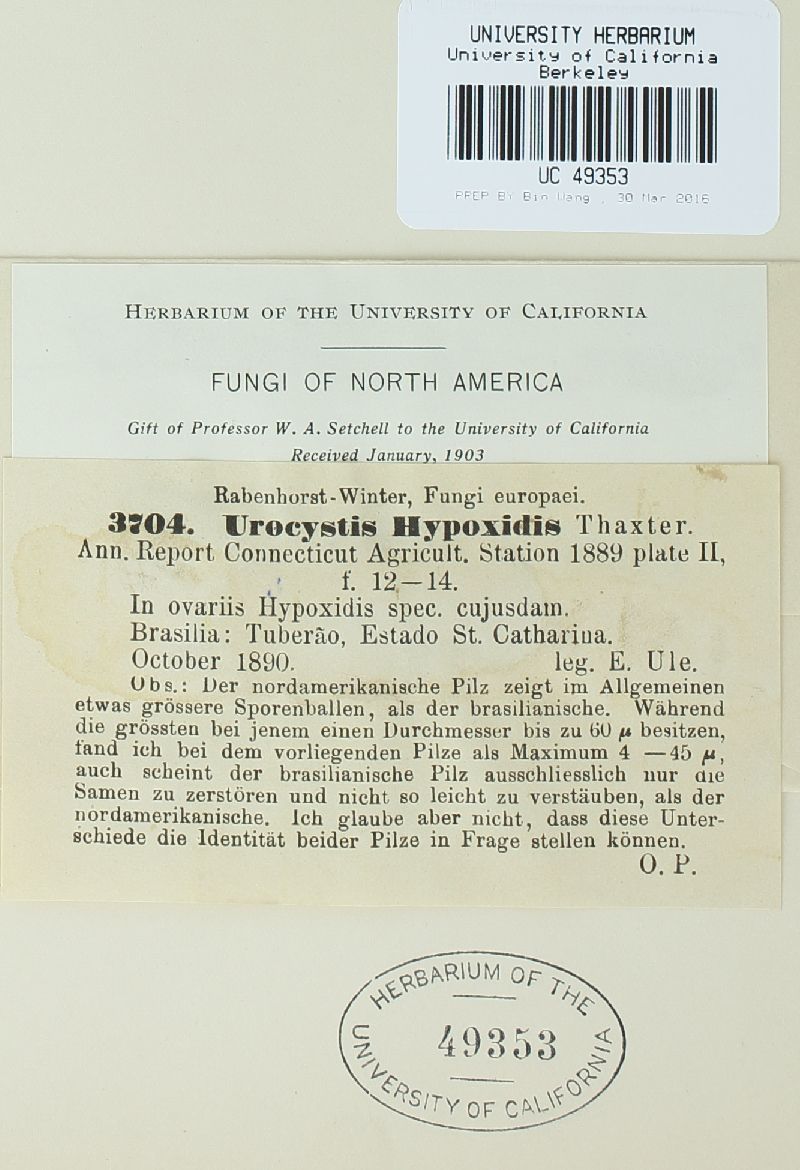 UNIVERSITY HERBARIUM
University of California
Berkeley
UC 49353
PREP BY Bin Wang , 30 Mar 2016
HERBARIUM OF THE UNIVERSITY OF CALIFORNIA
FUNGI OF NORTH AMERICA
Gift of Professor W. A. Setchell to the University of California
Received January, 1903
Rabenhorst-Winter, Fungi europaei.
3704. Urocystis Hypoxidis Thaxter.
Ann. Report Connecticut Agricult. Station 1889 plate II,
f. 12—14.
In ovariis Hypoxidis spec. cujusdam.
Brasilia: Tuberão, Estado St. Catharina.
October 1890. leg. E. Ule.
Obs.: Der nordamerikanische Pilz zeigt im Allgemeinen
etwas grössere Sporenballen, als der brasilianische. Während
die grössten bei jenem einen Durchmesser bis zu 60 µ besitzen,
fand ich bei dem vorliegenden Pilze als Maximum 4 —45 µ,
auch scheint der brasilianische Pilz ausschliesslich nur die
Samen zu zerstören und nicht so leicht zu verstäuben, als der
nordamerikanische. Ich glaube aber nicht, dass diese Unter-
schiede die Identität beider Pilze in Frage stellen können.
O. P.
HERBARIUM OF THE
49353
UNIVERSITY OF CALIFORNIA